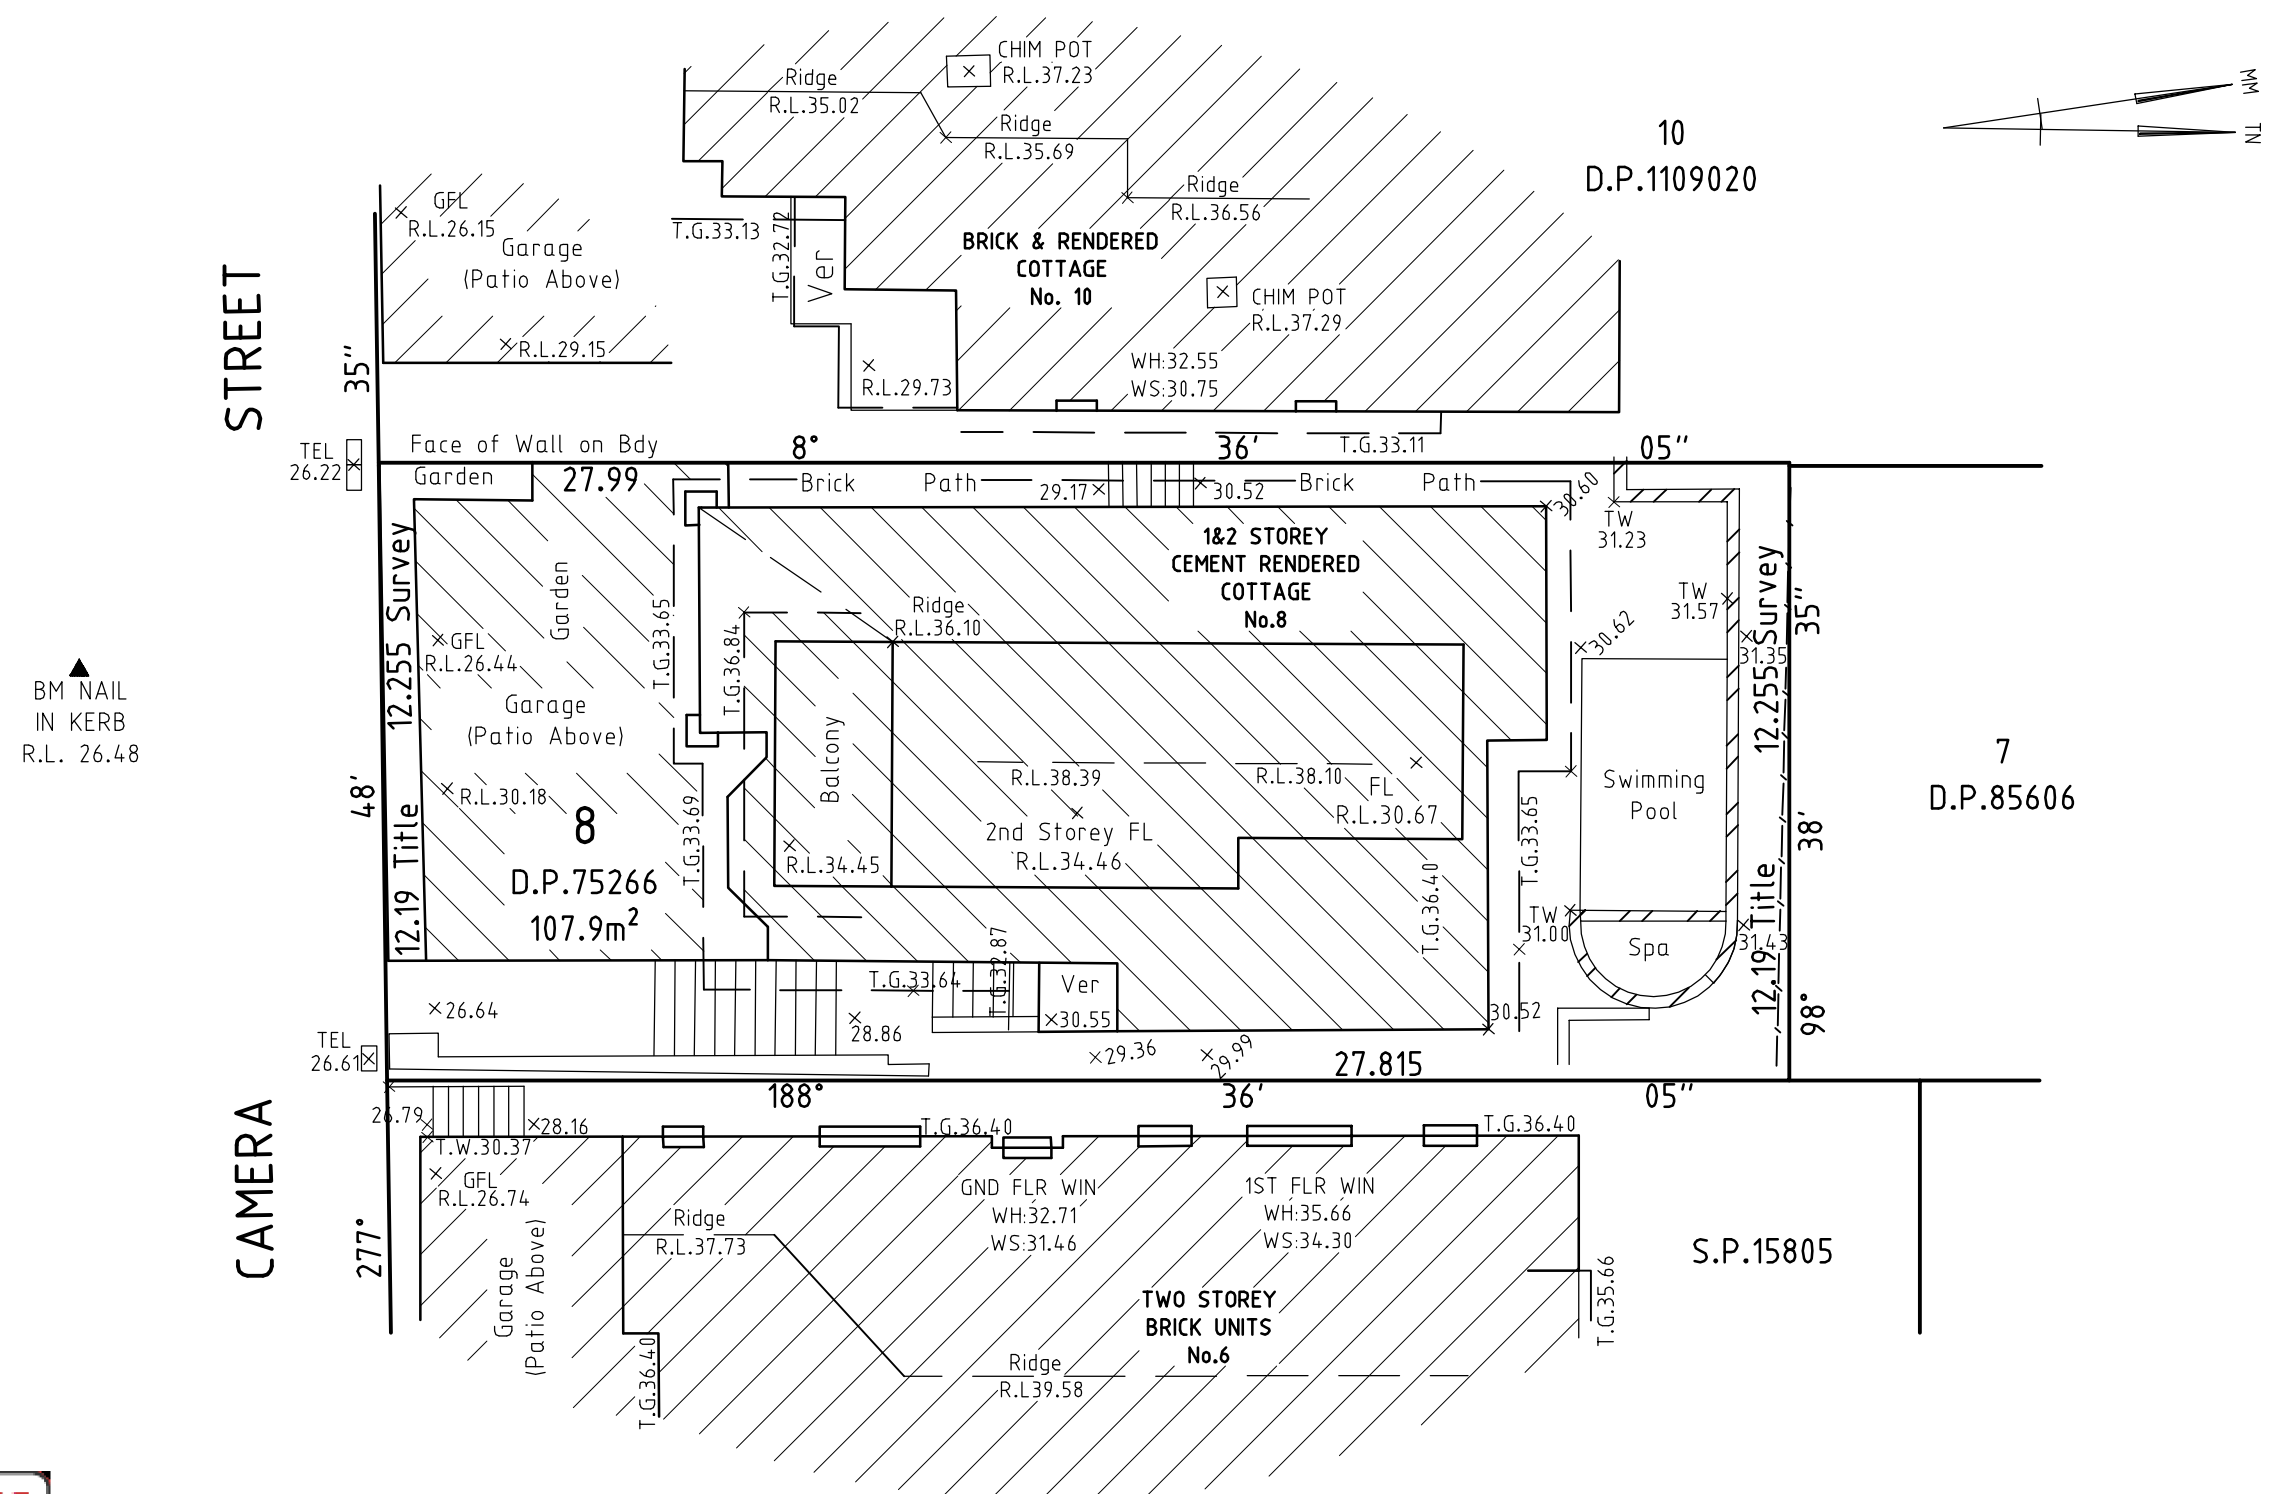 CHIM POT
R.L.37.23
Ridge
R.L.35.02
Ridge
R.L.35.69
Ridge
R.L.36.56
10
D.P.1109020
MM
TN
GFL
R.L.26.15
Garage
(Patio Above)
R.L.29.15
T.G.33.13
T.G.32.72
Ver
BRICK & RENDERED
COTTAGE
No. 10
CHIM POT
R.L.37.29
R.L.29.73
WH:32.55
WS:30.75
STREET
35"
TEL
26.22
Face of Wall on Bdy
8°
36'
T.G.33.11
05"
Garden
27.99
Brick
Path
29.17
30.52
Brick
Path
30.60
TW
31.23
12.255 Survey
Garden
1&2 STOREY
CEMENT RENDERED
COTTAGE
No.8
TW
31.57
12.255 Survey
35"
T.G.33.65
T.G.36.84
Ridge
R.L.36.10
30.62
31.35
GFL
R.L.26.44
BM NAIL
IN KERB
R.L. 26.48
Garage
(Patio Above)
Balcony
R.L.38.39
R.L.38.10
FL
R.L.30.67
Swimming
Pool
7
D.P.85606
48'
R.L.30.18
8
D.P.75266
107.9m²
12.19 Title
T.G.33.69
R.L.34.45
2nd Storey FL
R.L.34.46
T.G.36.40
T.G.33.65
38'
12.19 Title
TW
31.00
Spa
31.43
T.G.33.64
T.G.32.87
Ver
30.55
26.64
28.86
30.52
98°
TEL
26.61
29.36
29.99
27.815
188°
36'
05"
CAMERA
277°
26.79
28.16
T.W.30.37
GFL
R.L.26.74
Garage
(Patio Above)
T.G.36.40
T.G.36.40
GND FLR WIN
WH:32.71
WS:31.46
1ST FLR WIN
WH:35.66
WS:34.30
Ridge
R.L.37.73
S.P.15805
T.G.35.66
TWO STOREY
BRICK UNITS
No.6
T.G.36.40
Ridge
R.L39.58